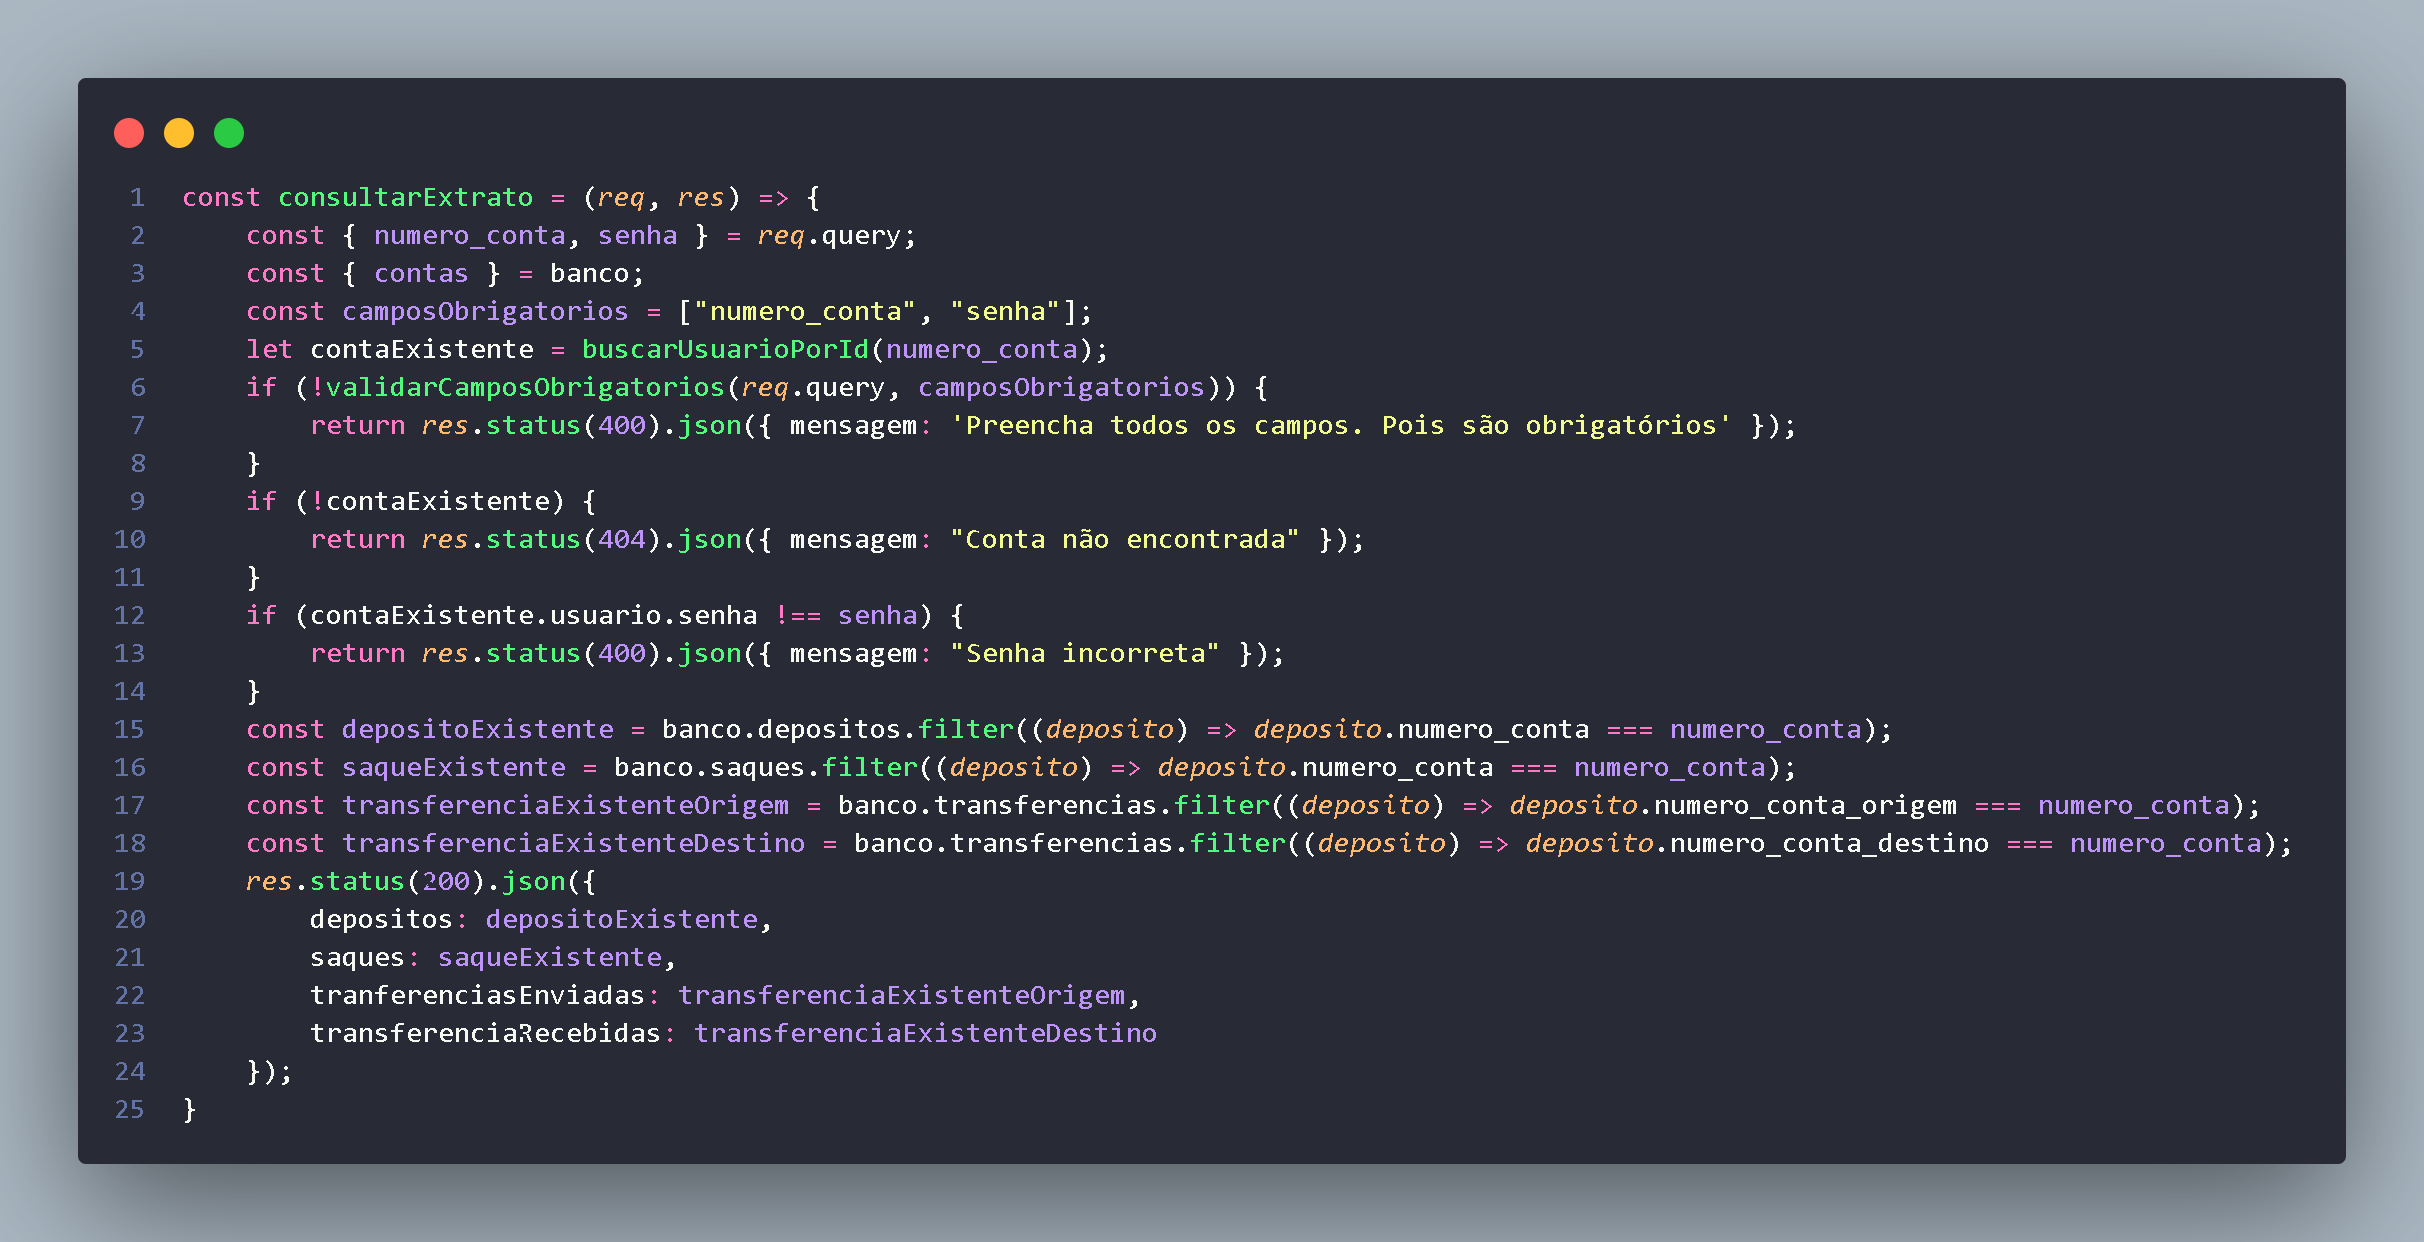 1 const consultarExtrato = (req, res) => {
2     const { numero_conta, senha } = req.query;
3     const { contas } = banco;
4     const camposObrigatorios = ["numero_conta", "senha"];
5     let contaExistente = buscarUsuarioPorId(numero_conta);
6     if (!validarCamposObrigatorios(req.query, camposObrigatorios)) {
7         return res.status(400).json({ mensagem: 'Preencha todos os campos. Pois são obrigatórios' });
8     }
9     if (!contaExistente) {
10         return res.status(404).json({ mensagem: "Conta não encontrada" });
11     }
12     if (contaExistente.usuario.senha !== senha) {
13         return res.status(400).json({ mensagem: "Senha incorreta" });
14     }
15     const depositoExistente = banco.depositos.filter((deposito) => deposito.numero_conta === numero_conta);
16     const saqueExistente = banco.saques.filter((deposito) => deposito.numero_conta === numero_conta);
17     const transferenciaExistenteOrigem = banco.transferencias.filter((deposito) => deposito.numero_conta_origem === numero_conta);
18     const transferenciaExistenteDestino = banco.transferencias.filter((deposito) => deposito.numero_conta_destino === numero_conta);
19     res.status(200).json({
20         depositos: depositoExistente,
21         saques: saqueExistente,
22         tranferenciasEnviadas: transferenciaExistenteOrigem,
23         transferenciaRecebidas: transferenciaExistenteDestino
24     });
25 }